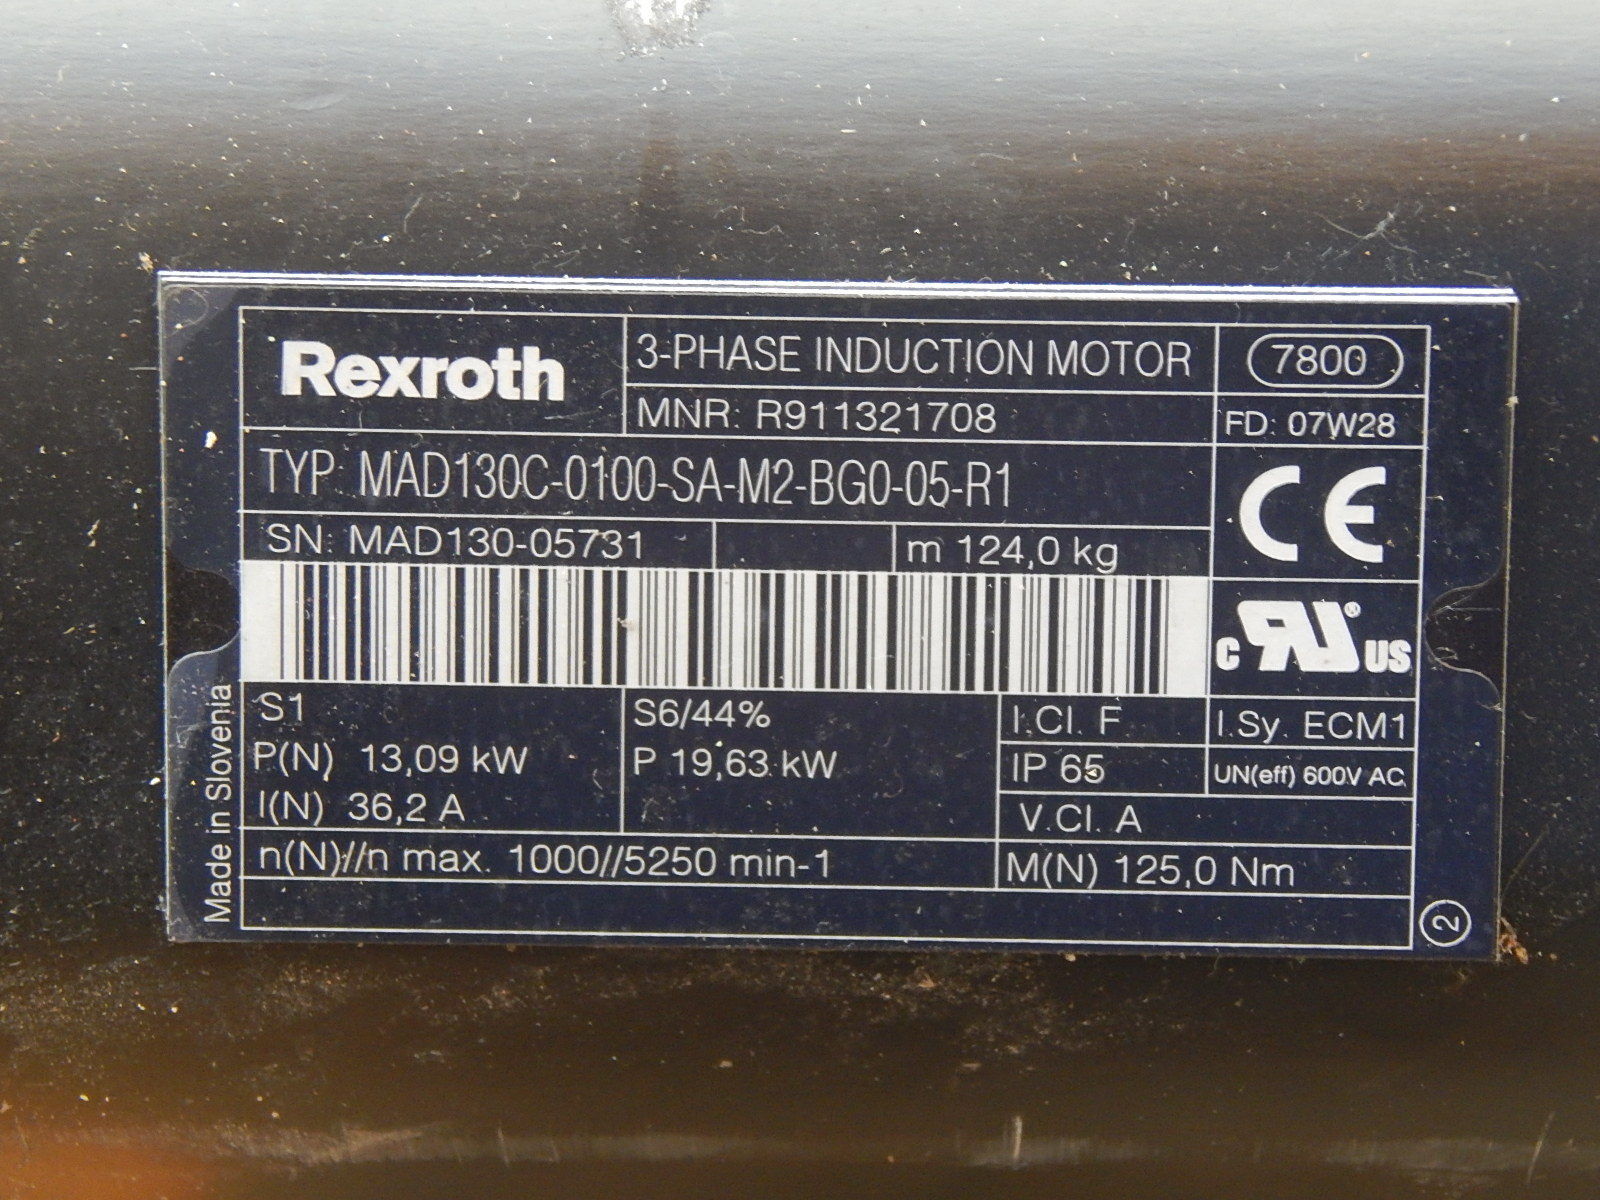 Rexroth
3-PHASE INDUCTION MOTOR
7800
MNR: R911321708
FD: 07W28
TYP: MAD130C-0100-SA-M2-BG0-05-R1
CE
SN: MAD130-05731
m 124,0 kg
c RU ® US
S1
P(N) 13,09 kW
I(N) 36,2 A
S6/44%
P 19,63 kW
I.Cl. F
I.Sy. ECM1
IP 65
UN(eff) 600V AC
V.Cl. A
n(N)//n max. 1000//5250 min-1
M(N) 125,0 Nm
Made in Slovenia
2